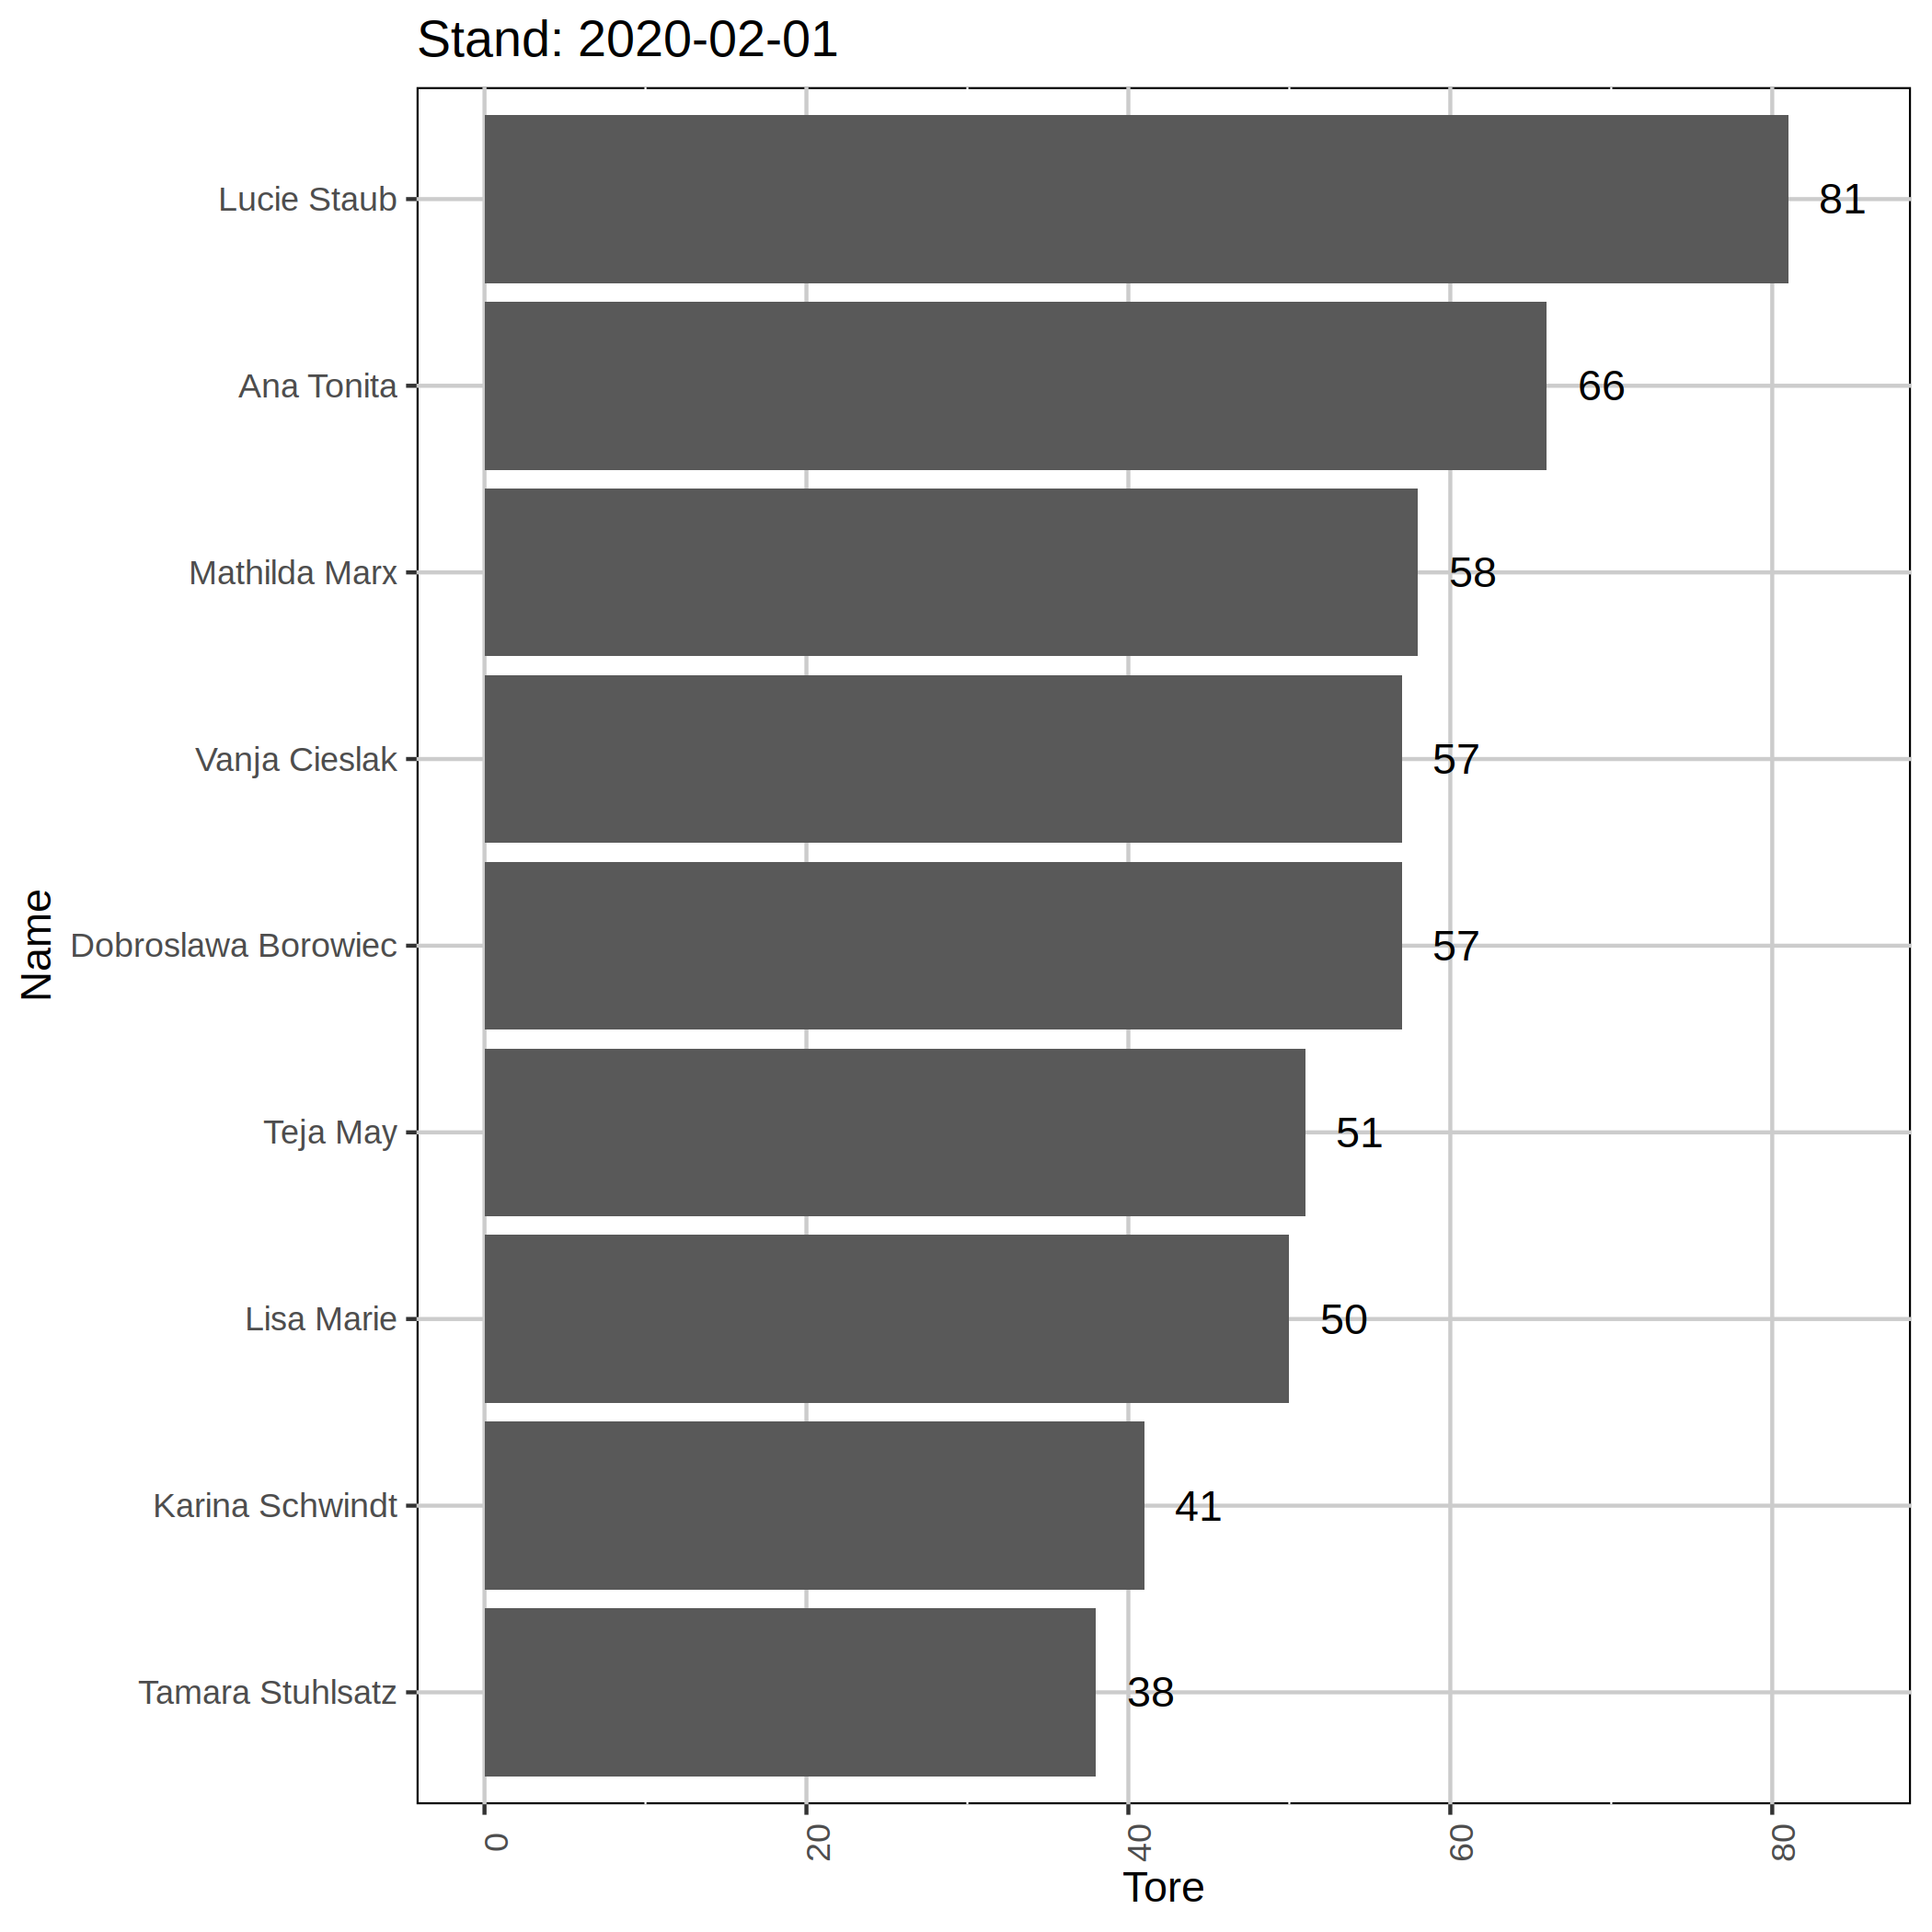 Stand: 2020-02-01
Lucie Staub 81
Ana Tonita 66
Mathilda Marx 58
Vanja Cieslak 57
Dobroslawa Borowiec 57
Teja May 51
Lisa Marie 50
Karina Schwindt 41
Tamara Stuhlsatz 38
Name
0 20 40 60 80
Tore